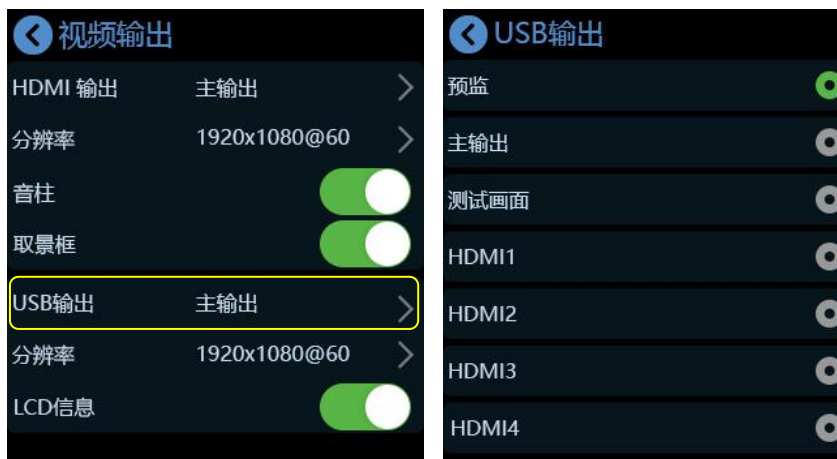 视频输出
HDMI 输出 主输出
分辨率 1920x1080@60
音柱
取景框
USB输出 主输出
分辨率 1920x1080@60
LCD信息
USB输出
预监
主输出
测试画面
HDMI1
HDMI2
HDMI3
HDMI4